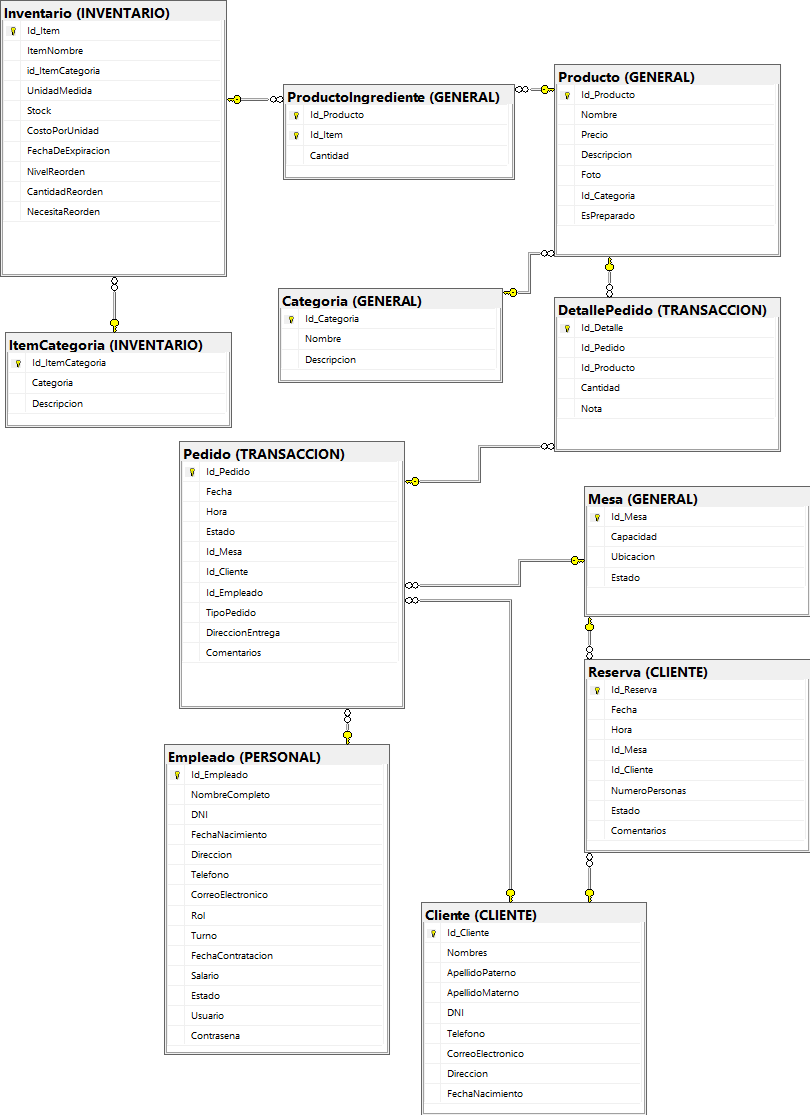 Inventario (INVENTARIO)
Id_Item
ItemNombre
id_ItemCategoria
UnidadMedida
Stock
CostoPorUnidad
FechaDeExpiracion
NivelReorden
CantidadReorden
NecesitaReorden
ProductoIngrediente (GENERAL)
Id_Producto
Id_Item
Cantidad
Producto (GENERAL)
Id_Producto
Nombre
Precio
Descripcion
Foto
Id_Categoria
EsPreparado
Categoria (GENERAL)
Id_Categoria
Nombre
Descripcion
DetallePedido (TRANSACCION)
Id_Detalle
Id_Pedido
Id_Producto
Cantidad
Nota
ItemCategoria (INVENTARIO)
Id_ItemCategoria
Categoria
Descripcion
Pedido (TRANSACCION)
Id_Pedido
Fecha
Hora
Estado
Id_Mesa
Id_Cliente
Id_Empleado
TipoPedido
DireccionEntrega
Comentarios
Mesa (GENERAL)
Id_Mesa
Capacidad
Ubicacion
Estado
Reserva (CLIENTE)
Id_Reserva
Fecha
Hora
Id_Mesa
Id_Cliente
NumeroPersonas
Estado
Comentarios
Empleado (PERSONAL)
Id_Empleado
NombreCompleto
DNI
FechaNacimiento
Direccion
Telefono
CorreoElectronico
Rol
Turno
FechaContratacion
Salario
Estado
Usuario
Contrasena
Cliente (CLIENTE)
Id_Cliente
Nombres
ApellidoPaterno
ApellidoMaterno
DNI
Telefono
CorreoElectronico
Direccion
FechaNacimiento